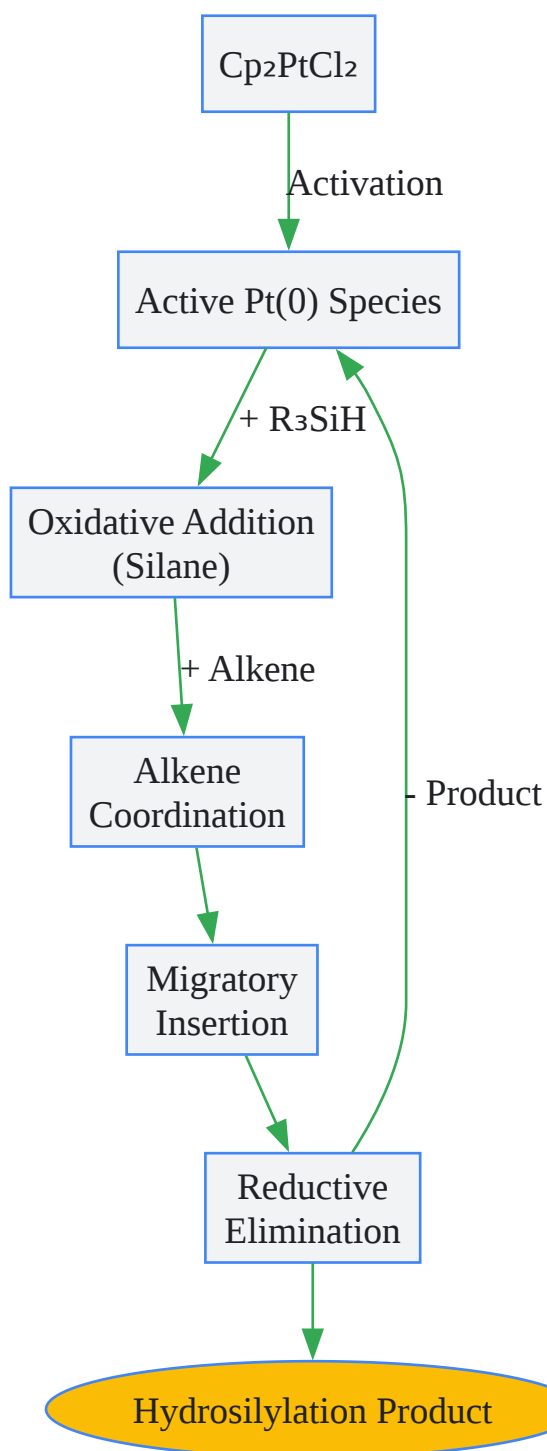 Cp₂PtCl₂
Activation
Active Pt(0) Species
+ R₃SiH
Oxidative Addition
(Silane)
+ Alkene
Alkene
Coordination
- Product
Migratory
Insertion
Reductive
Elimination
Hydrosilylation Product